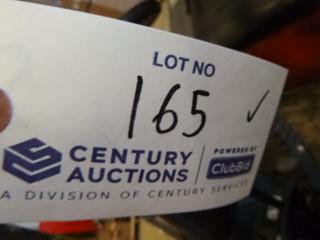 LOT NO
165 ✓
CENTURY AUCTIONS
POWERED BY ClubBid
A DIVISION OF CENTURY SERVICES